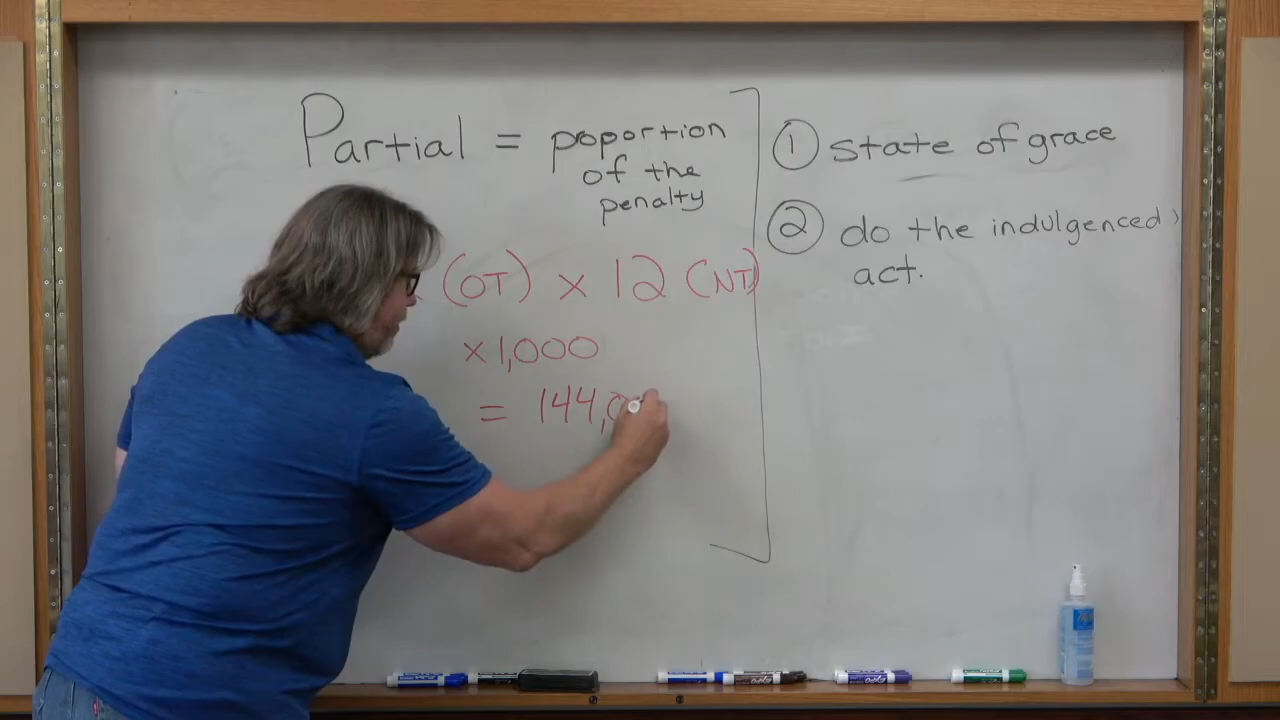 Partial = poportion
of the
penalty
① state of grace
② do the indulgenced
act.
(OT) x 12 (NT)
x 1,000
= 144,0